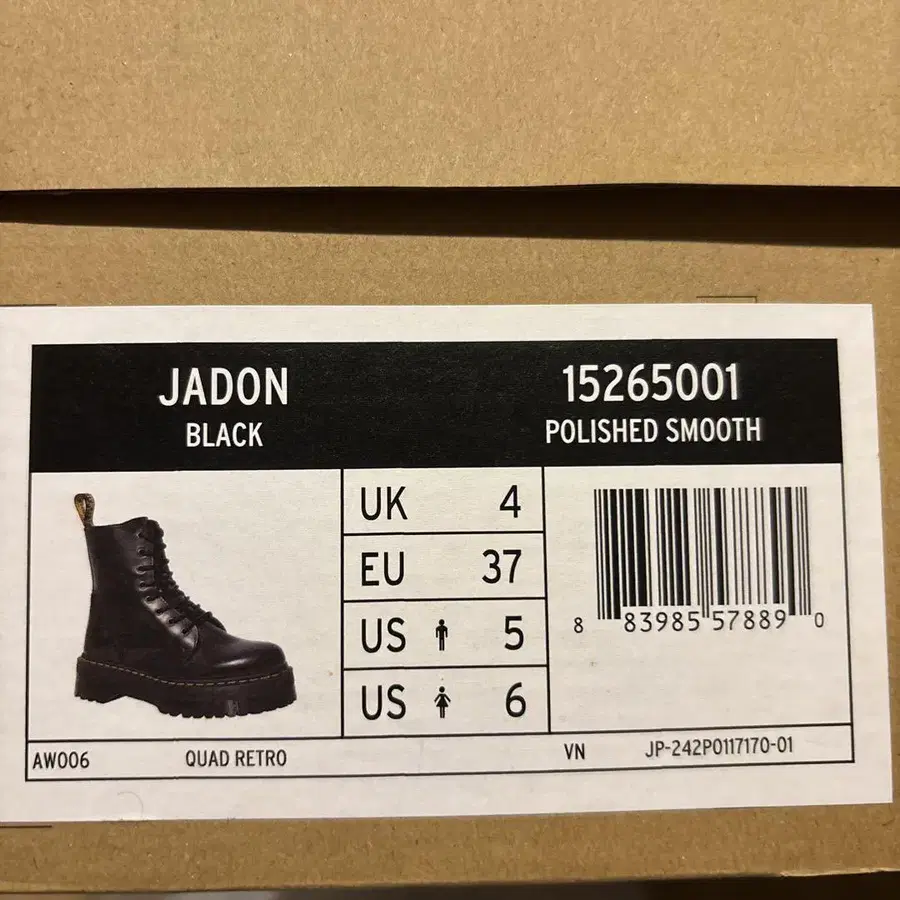 JADON
BLACK
15265001
POLISHED SMOOTH
UK 4
EU 37
US 5
US 6
8 83985 57889 0
AW006
QUAD RETRO
VN
JP-242P0117170-01